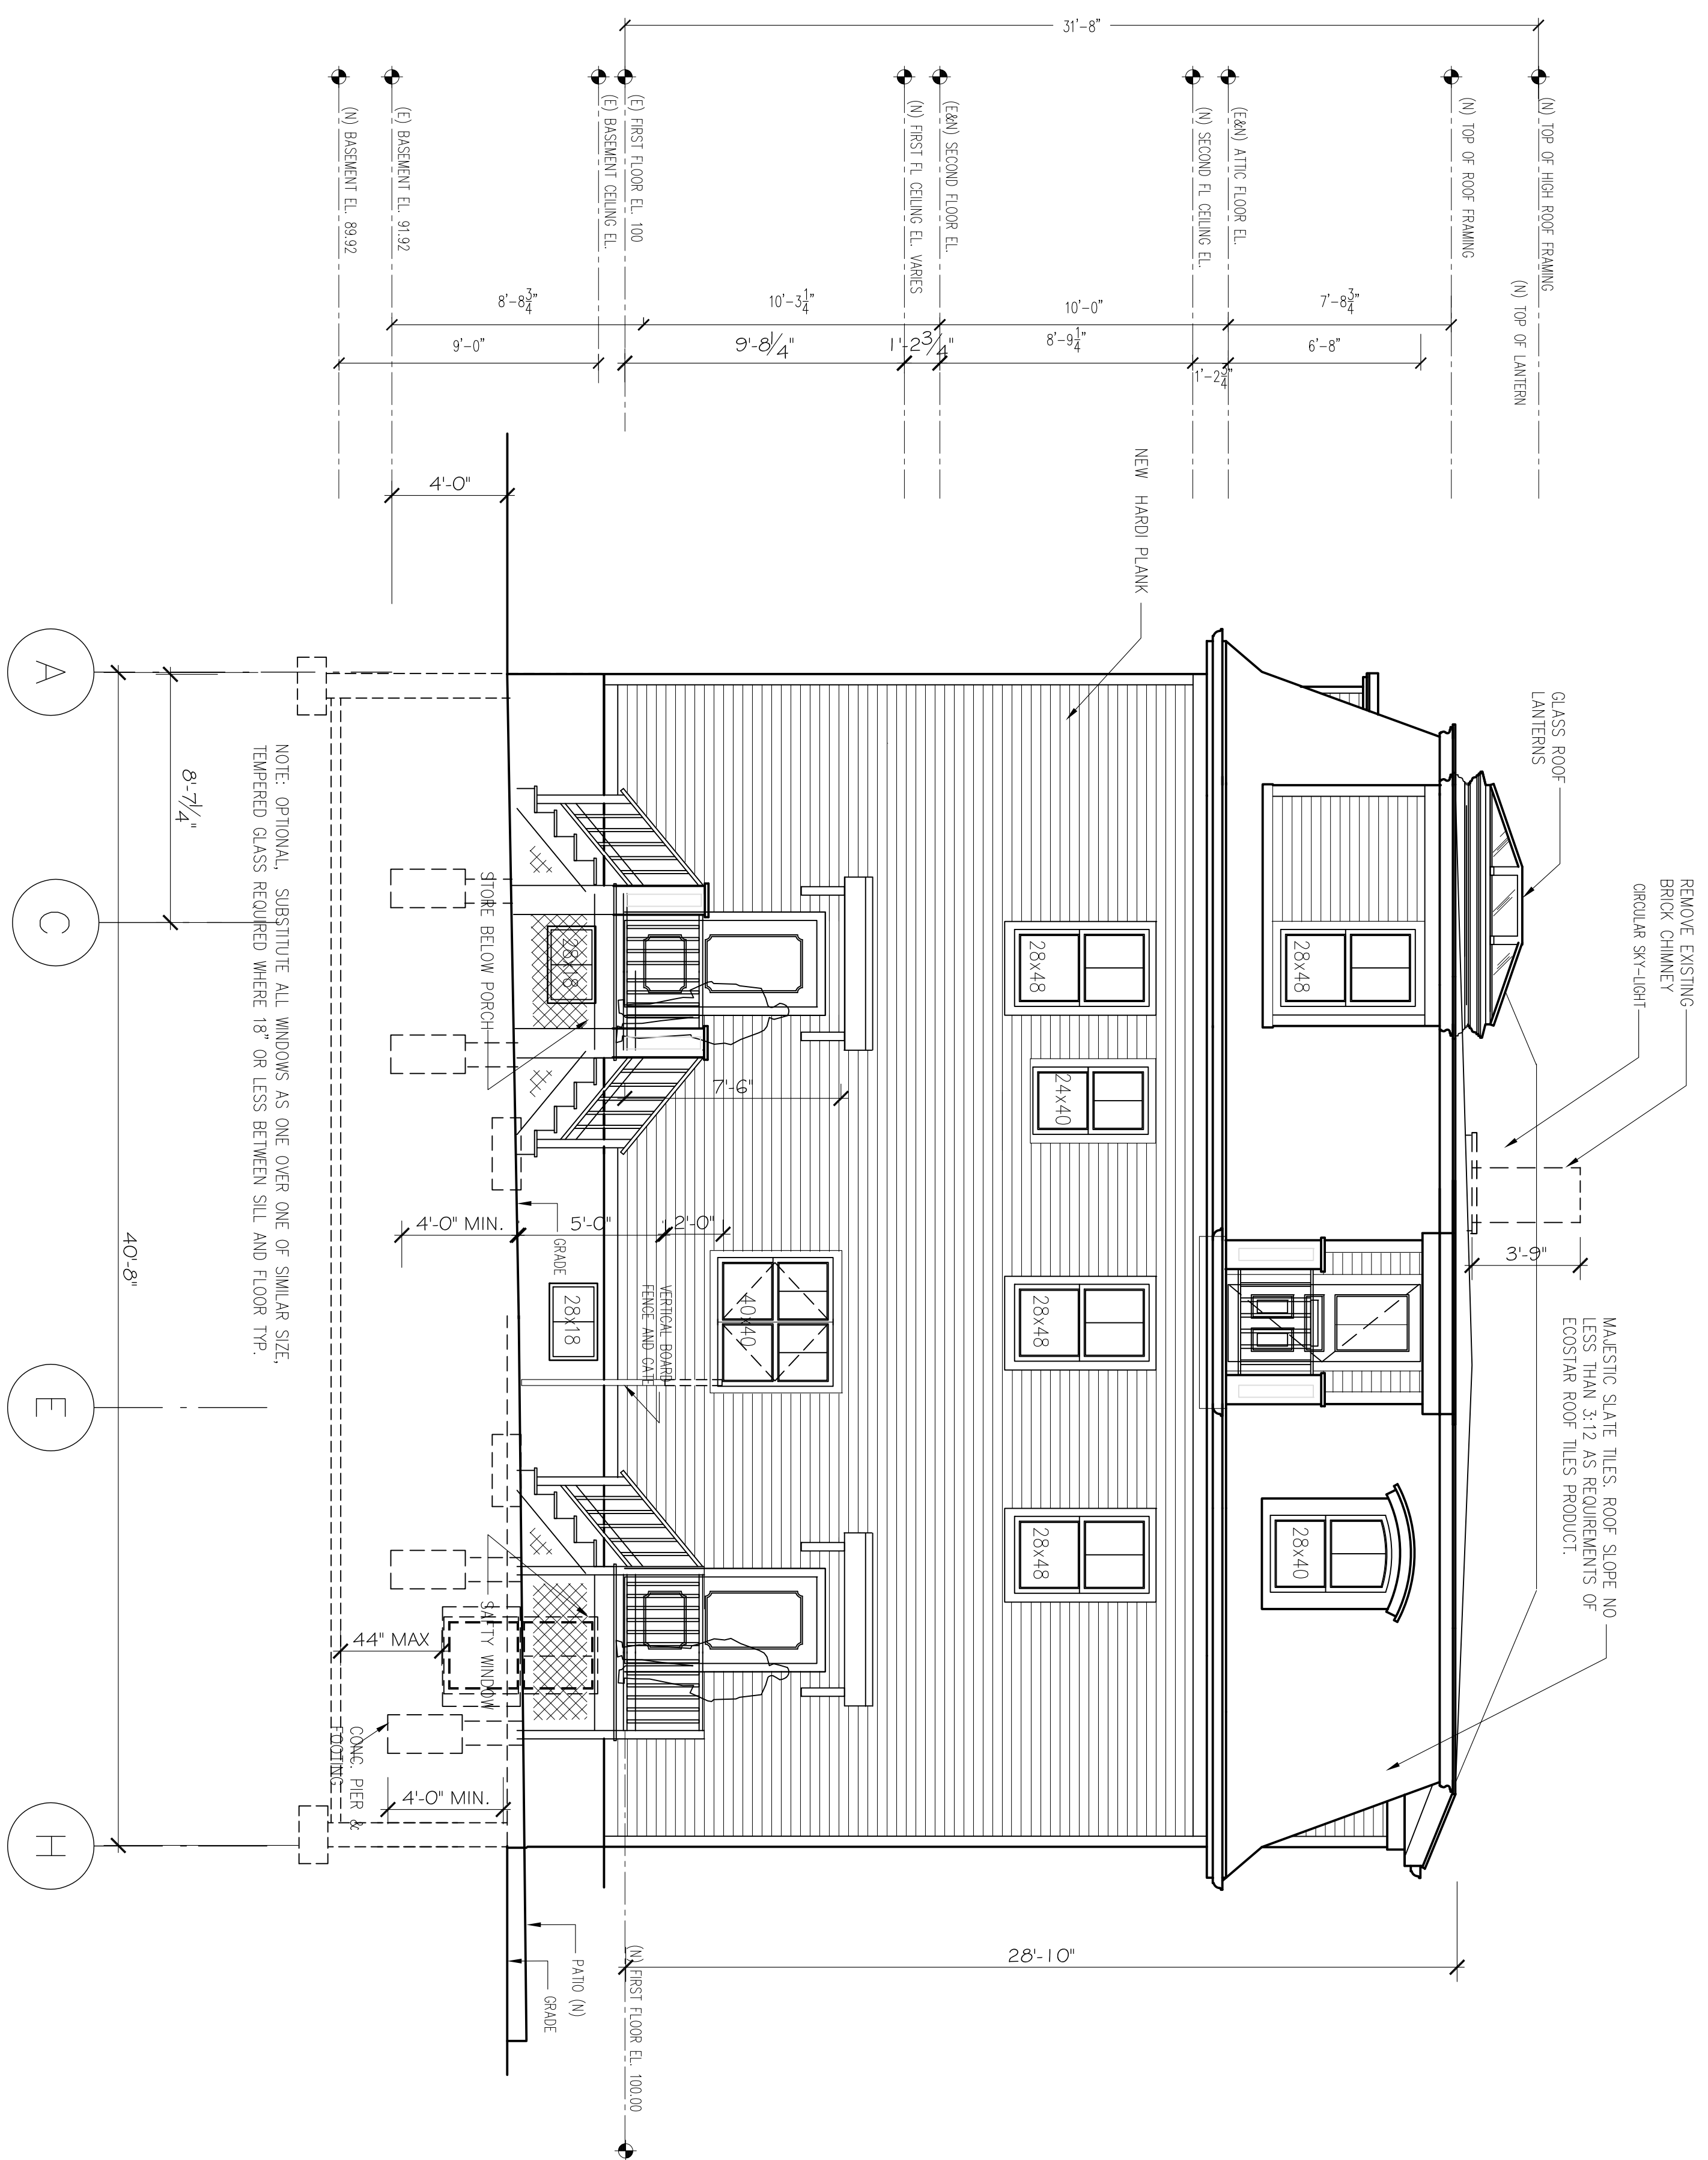 31'-8"
(N) TOP OF HIGH ROOF FRAMING
(N) TOP OF LANTERN
(N) TOP OF ROOF FRAMING
(E&N) ATTIC FLOOR EL.
(N) SECOND FL CEILING EL.
(E&N) SECOND FLOOR EL.
(N) FIRST FL CEILING EL. VARIES
(E) FIRST FLOOR EL. 100
(E) BASEMENT CEILING EL.
(E) BASEMENT EL. 91.92
(N) BASEMENT EL. 89.92
7'-8 3/4"
10'-0"
10'-3 1/4"
8'-8 3/4"
6'-8"
1'-2 3/4"
8'-9 1/4"
1'-2 3/4"
9'-8 1/4"
9'-0"
4'-0"
NEW HARDI PLANK
GLASS ROOF
LANTERNS
REMOVE EXISTING
BRICK CHIMNEY
CIRCULAR SKY-LIGHT
3'-9"
MAJESTIC SLATE TILES. ROOF SLOPE NO
LESS THAN 3:12 AS REQUIREMENTS OF
ECOSTAR ROOF TILES PRODUCT.
28x48
28x40
28x48
24x40
28x48
28x48
40x40
28x18
28x18
7'-6"
2'-0"
5'-0"
4'-0" MIN.
GRADE
VERTICAL BOARD
FENCE AND GATE
STORE BELOW PORCH
SAFTY WINDOW
44" MAX
CONC. PIER &
FOOTING
4'-0" MIN.
28'-10"
(N) FIRST FLOOR EL. 100.00
PATIO (N)
GRADE
NOTE: OPTIONAL, SUBSTITUTE ALL WINDOWS AS ONE OVER ONE OF SIMILAR SIZE,
TEMPERED GLASS REQUIRED WHERE 18" OR LESS BETWEEN SILL AND FLOOR TYP.
8'-7 1/4"
40'-8"
A
C
E
H